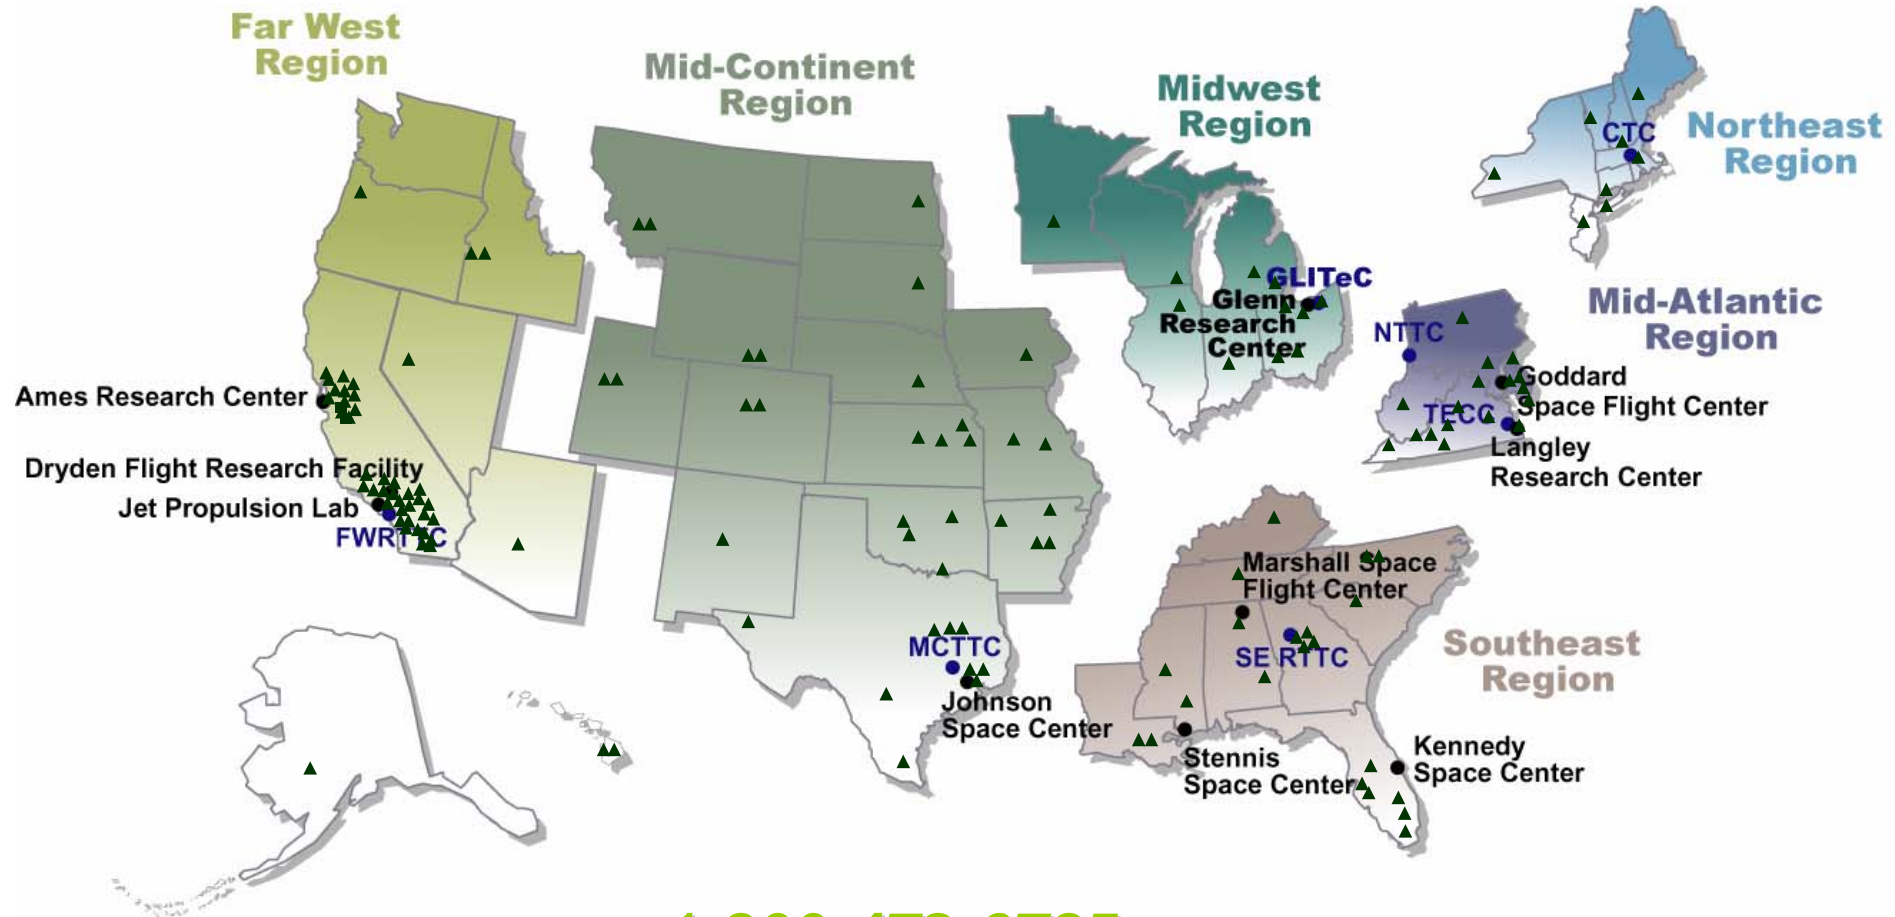 Far West
Region
Mid-Continent
Region
Midwest
Region
Northeast
Region
CTC
GLITeC
Glenn
Research
Center
Mid-Atlantic
Region
NTTC
Goddard
Space Flight Center
TECC
Langley
Research Center
Ames Research Center
Dryden Flight Research Facility
Jet Propulsion Lab
FWRTTC
MCTTC
Johnson
Space Center
Marshall Space
Flight Center
SE RTTC
Southeast
Region
Stennis
Space Center
Kennedy
Space Center